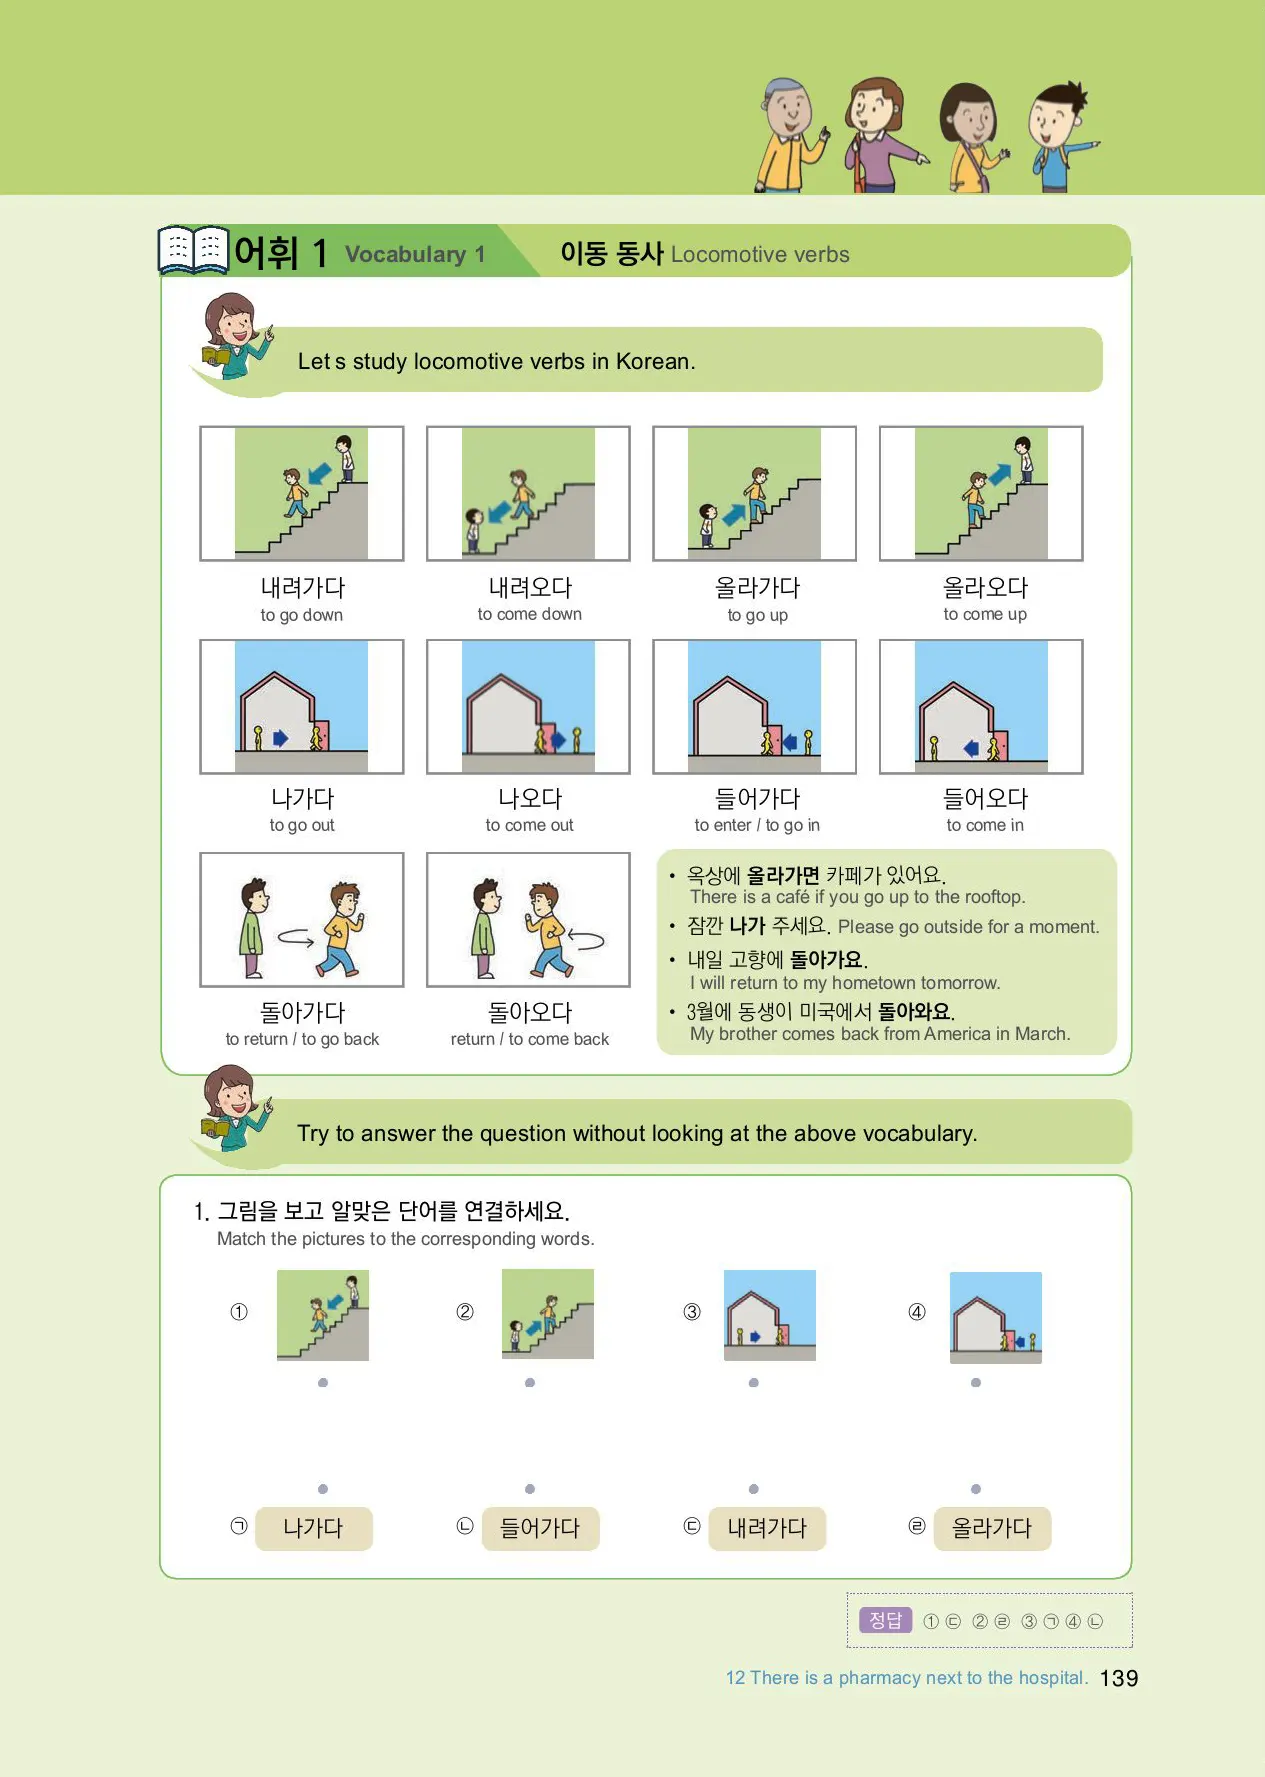 어휘 1 Vocabulary 1 이동 동사 Locomotive verbs
Let s study locomotive verbs in Korean.
내려가다 내려오다 올라가다 올라오다
to go down to come down to go up to come up
나가다 나오다 들어가다 들어오다
to go out to come out to enter / to go in to come in
돌아가다 돌아오다
to return / to go back return / to come back
• 옥상에 올라가면 카페가 있어요.
There is a café if you go up to the rooftop.
• 잠깐 나가 주세요. Please go outside for a moment.
• 내일 고향에 돌아가요.
I will return to my hometown tomorrow.
• 3월에 동생이 미국에서 돌아와요.
My brother comes back from America in March.
Try to answer the question without looking at the above vocabulary.
1. 그림을 보고 알맞은 단어를 연결하세요.
Match the pictures to the corresponding words.
① ② ③ ④
㉠ 나가다 ㉡ 들어가다 ㉢ 내려가다 ㉣ 올라가다
정답 ① ㉢ ② ㉣ ③ ㉠ ④ ㉡
12 There is a pharmacy next to the hospital. 139